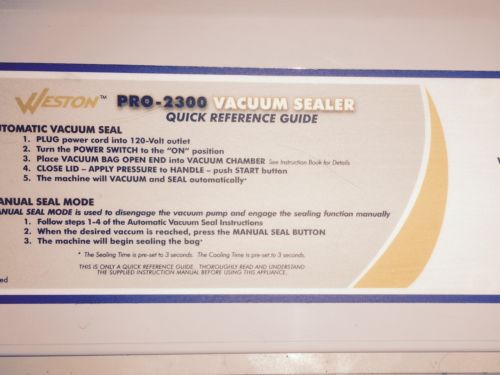 WESTON™ PRO-2300 VACUUM SEALER
QUICK REFERENCE GUIDE
UTOMATIC VACUUM SEAL
1. PLUG power cord into 120-Volt outlet
2. Turn the POWER SWITCH to the "ON" position
3. Place VACUUM BAG OPEN END into VACUUM CHAMBER See Instruction Book for Details
4. CLOSE LID – APPLY PRESSURE to HANDLE – push START button
5. The machine will VACUUM and SEAL automatically*
ANUAL SEAL MODE
ANUAL SEAL MODE is used to disengage the vacuum pump and engage the sealing function manually
1. Follow steps 1-4 of the Automatic Vacuum Seal Instructions
2. When the desired vaccum is reached, press the MANUAL SEAL BUTTON
3. The machine will begin sealing the bag*
* The Sealing Time is pre-set to 3 seconds. The Cooling Time is pre-set to 3 seconds.
THIS IS ONLY A QUICK REFERENCE GUIDE. THOROUGHLY READ AND UNDERSTAND
THE SUPPLIED INSTRUCTION MANUAL BEFORE USING THIS APPLIANCE.